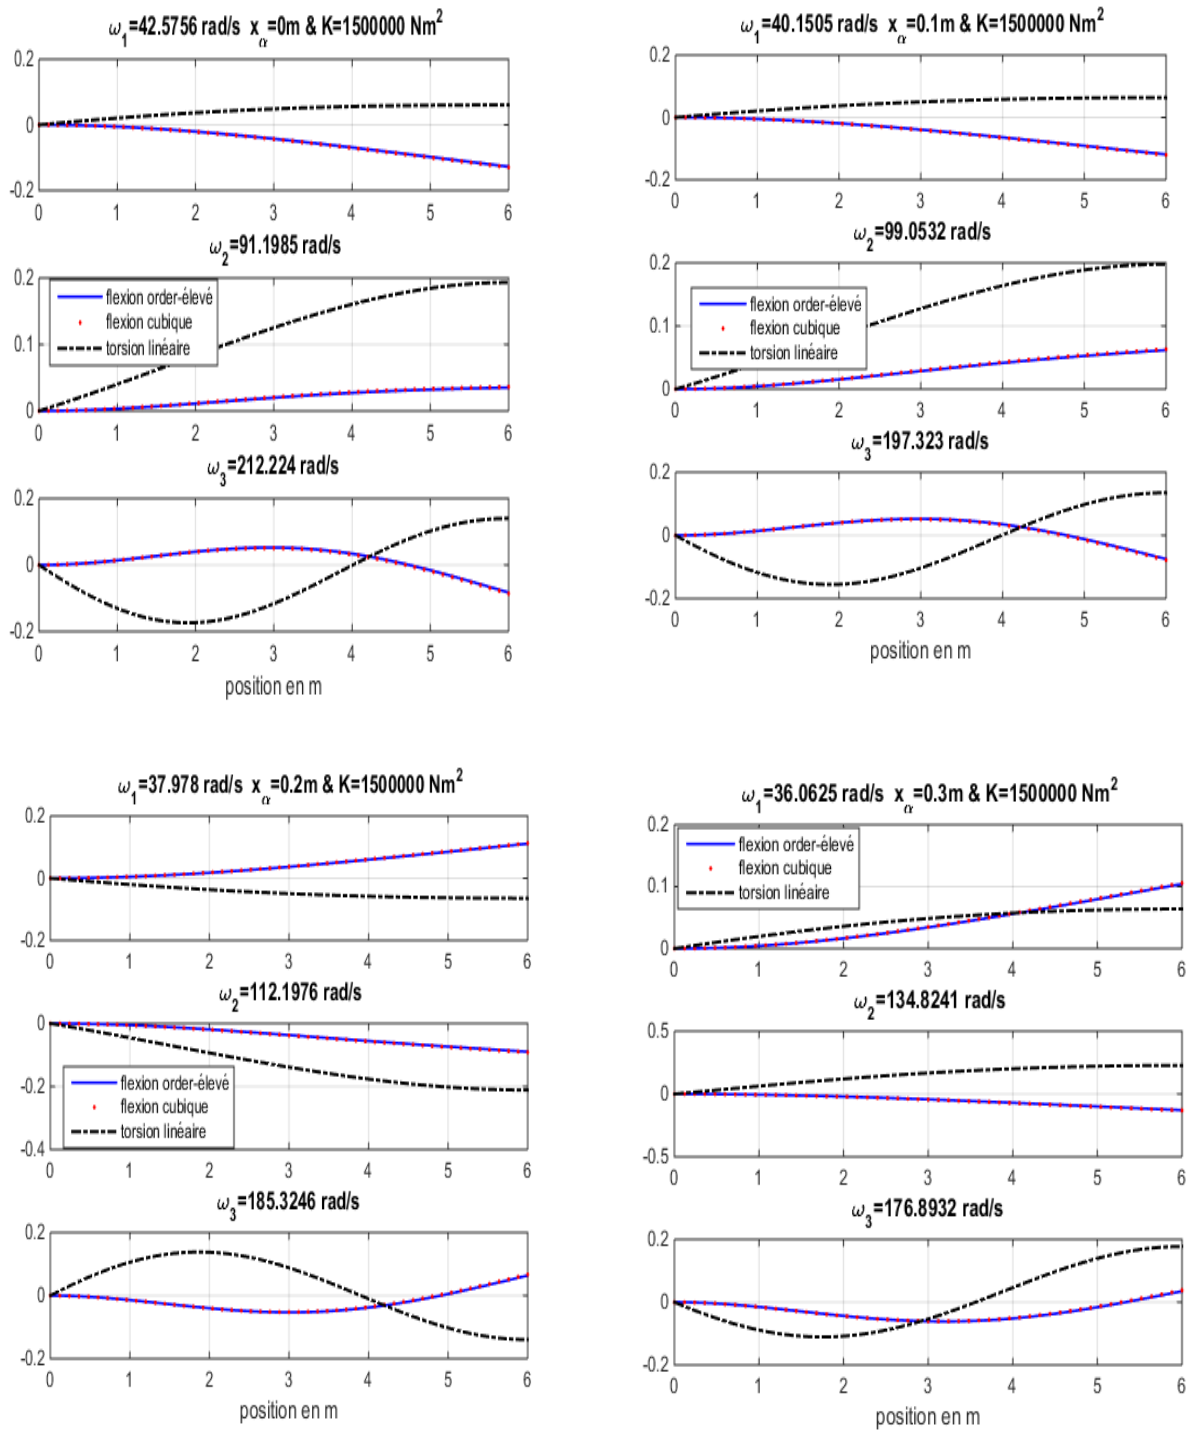 ω1=42.5756 rad/s xα=0m & K=1500000 Nm²
0.2
0
-0.2
0 1 2 3 4 5 6
ω2=91.1985 rad/s
0.2
0.1
0
flexion order-élevé
flexion cubique
torsion linéaire
0 1 2 3 4 5 6
ω3=212.224 rad/s
0.2
0
-0.2
0 1 2 3 4 5 6
position en m
ω1=40.1505 rad/s xα=0.1m & K=1500000 Nm²
0.2
0
-0.2
0 1 2 3 4 5 6
ω2=99.0532 rad/s
0.2
0.1
0
flexion order-élevé
flexion cubique
torsion linéaire
0 1 2 3 4 5 6
ω3=197.323 rad/s
0.2
0
-0.2
0 1 2 3 4 5 6
position en m
ω1=37.978 rad/s xα=0.2m & K=1500000 Nm²
0.2
0
-0.2
0 1 2 3 4 5 6
ω2=112.1976 rad/s
0
-0.2
-0.4
flexion order-élevé
flexion cubique
torsion linéaire
0 1 2 3 4 5 6
ω3=185.3246 rad/s
0.2
0
-0.2
0 1 2 3 4 5 6
position en m
ω1=36.0625 rad/s xα=0.3m & K=1500000 Nm²
0.2
0.1
0
flexion order-élevé
flexion cubique
torsion linéaire
0 1 2 3 4 5 6
ω2=134.8241 rad/s
0.5
0
-0.5
0 1 2 3 4 5 6
ω3=176.8932 rad/s
0.2
0
-0.2
0 1 2 3 4 5 6
position en m